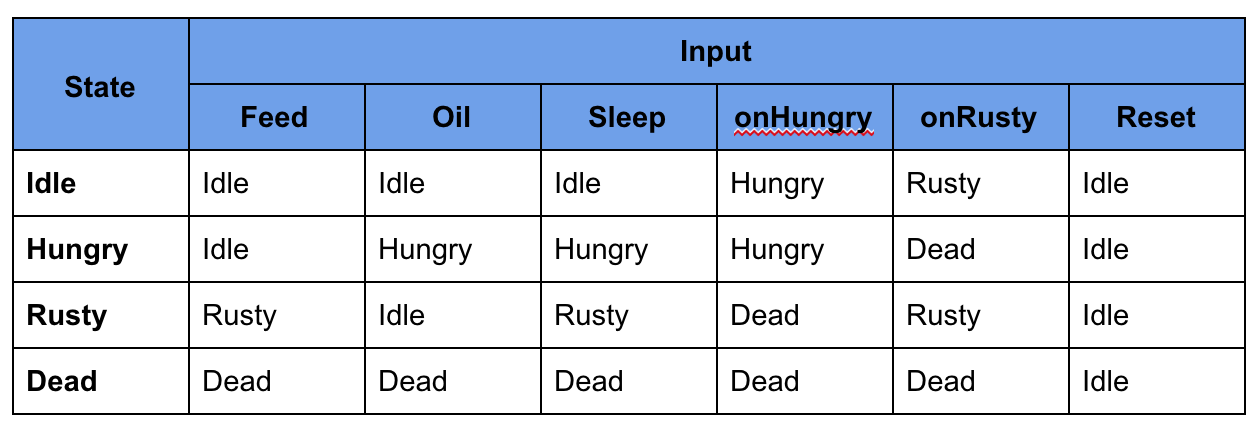 State Input
Feed Oil Sleep onHungry onRusty Reset
Idle Idle Idle Idle Hungry Rusty Idle
Hungry Idle Hungry Hungry Hungry Dead Idle
Rusty Rusty Idle Rusty Dead Rusty Idle
Dead Dead Dead Dead Dead Dead Idle